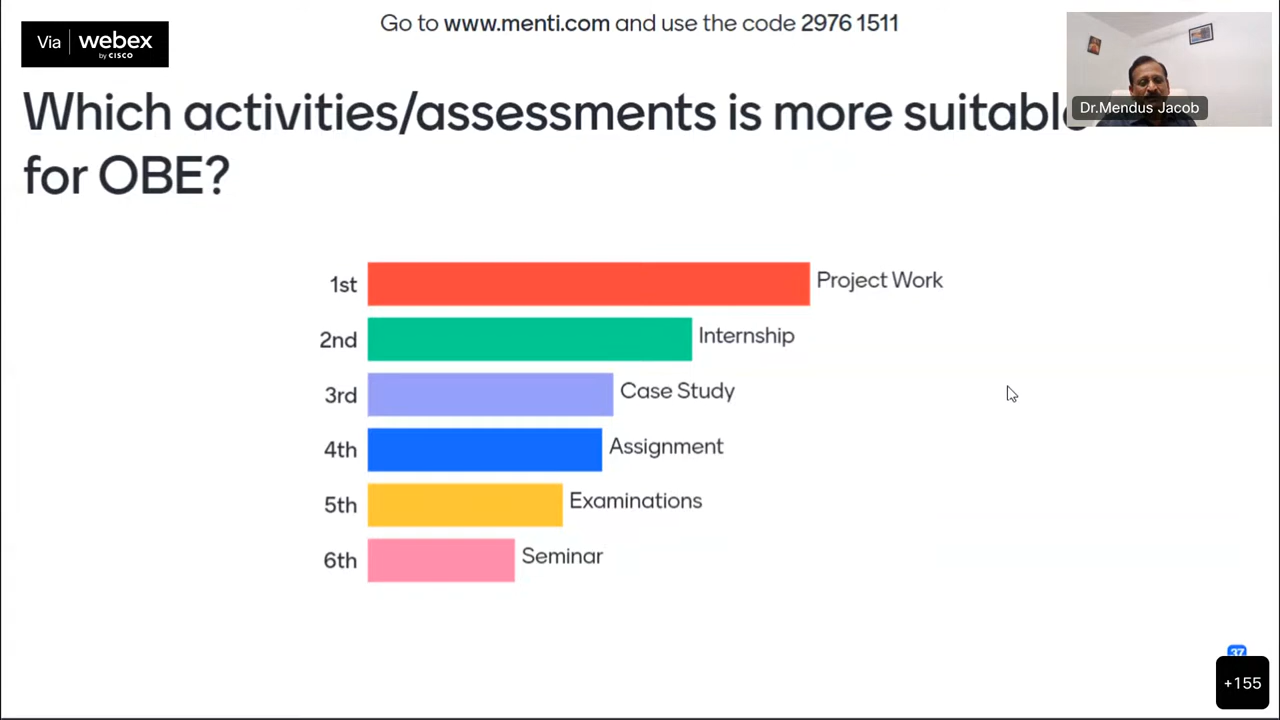 Go to www.menti.com and use the code 2976 1511
Via webex
by CISCO
Dr.Mendus Jacob
Which activities/assessments is more suitable
for OBE?
1st Project Work
2nd Internship
3rd Case Study
4th Assignment
5th Examinations
6th Seminar
37
+155